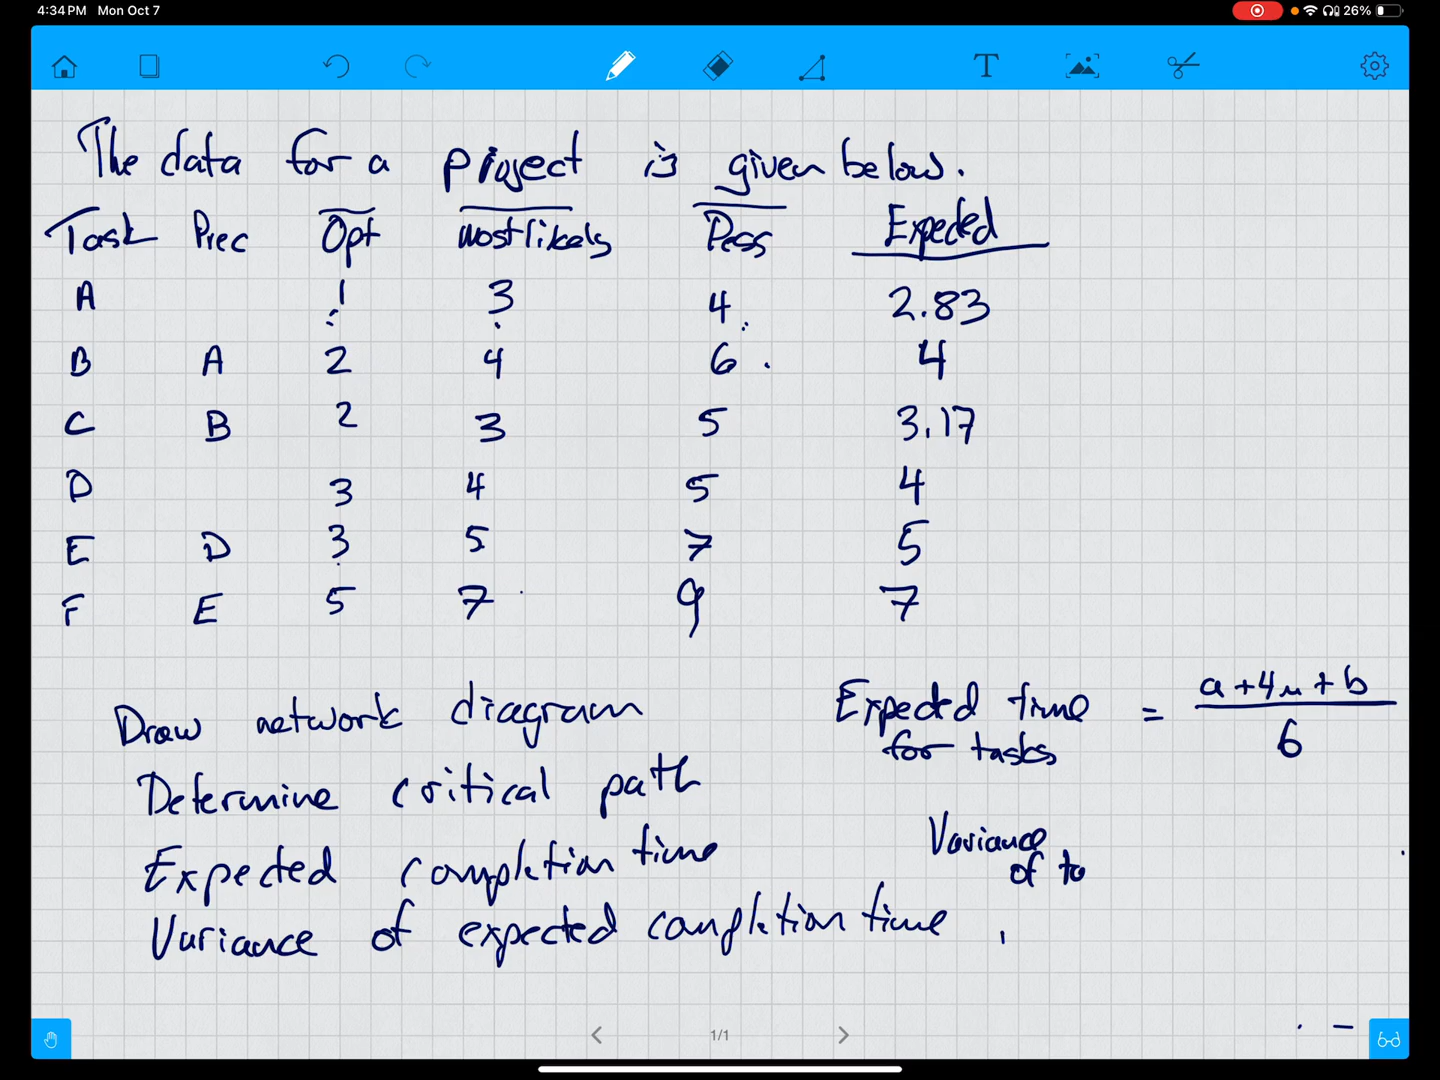 4:34 PM Mon Oct 7 26%
T
The data for a project is given below.
Task Prec Opt most likely Pess Expected
A 1 3 4 2.83
B A 2 4 6 4
C B 2 3 5 3.17
D 3 4 5 4
E D 3 5 7 5
F E 5 7 9 7
Draw network diagram
Determine critical path
Expected completion time
Variance of expected completion time
Expected time for tasks = a + 4m + b / 6
Variance
of ta
1/1